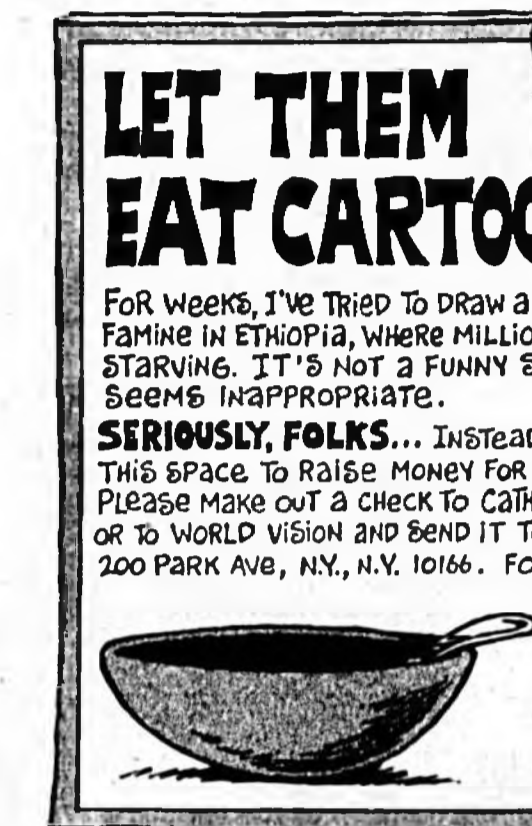 LET THEM
EAT CARTOO
FOR WEEKS, I'VE TRIED TO DRAW a
FAMINE IN ETHIOPIA, WHERE MILLIO
STARVING. IT'S NOT a FUNNY S
SEEMS INAPPROPRIATE.
SERIOUSLY, FOLKS... INSTEAD
THIS SPACE TO RAISE MONEY FOR
PLEASE MAKE OUT a CHECK TO CATH
OR TO WORLD VISION AND SEND IT T
200 PARK AVE, N.Y., N.Y. 10166. FO